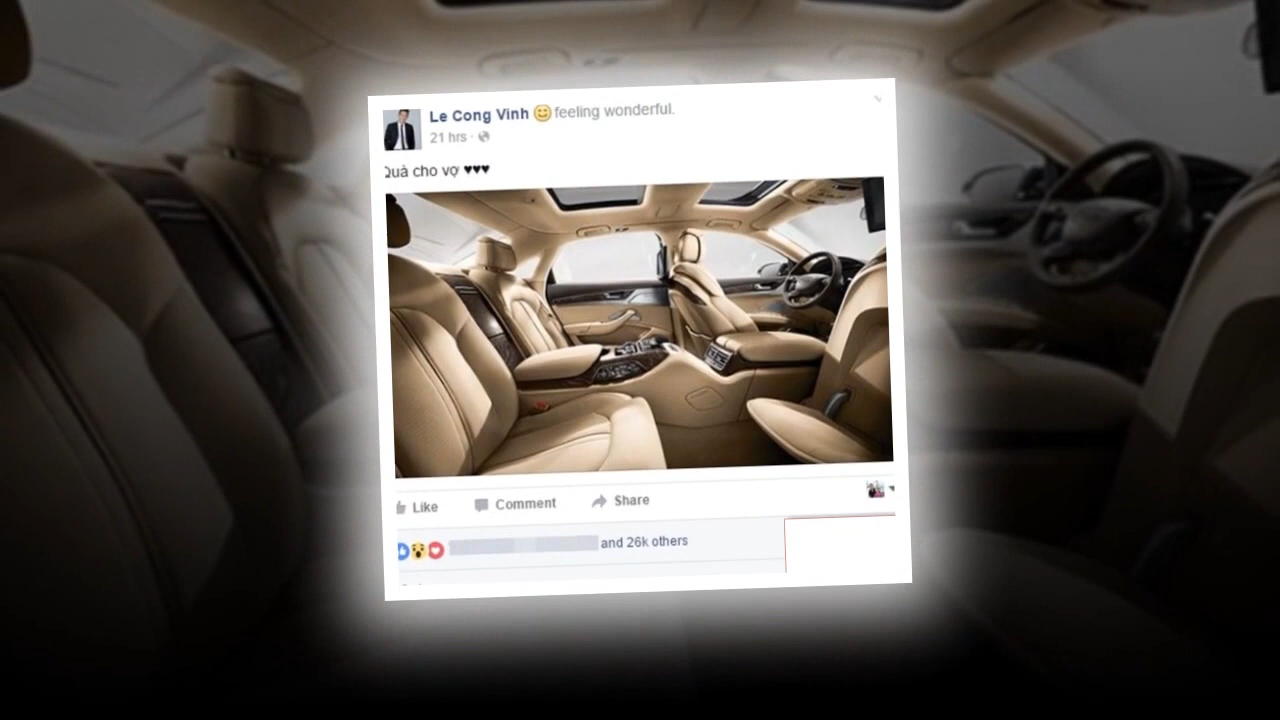 Le Cong Vinh 😀 feeling wonderful.
21 hrs ·
Quà cho vợ ♥♥♥
Like Comment Share
and 26k others